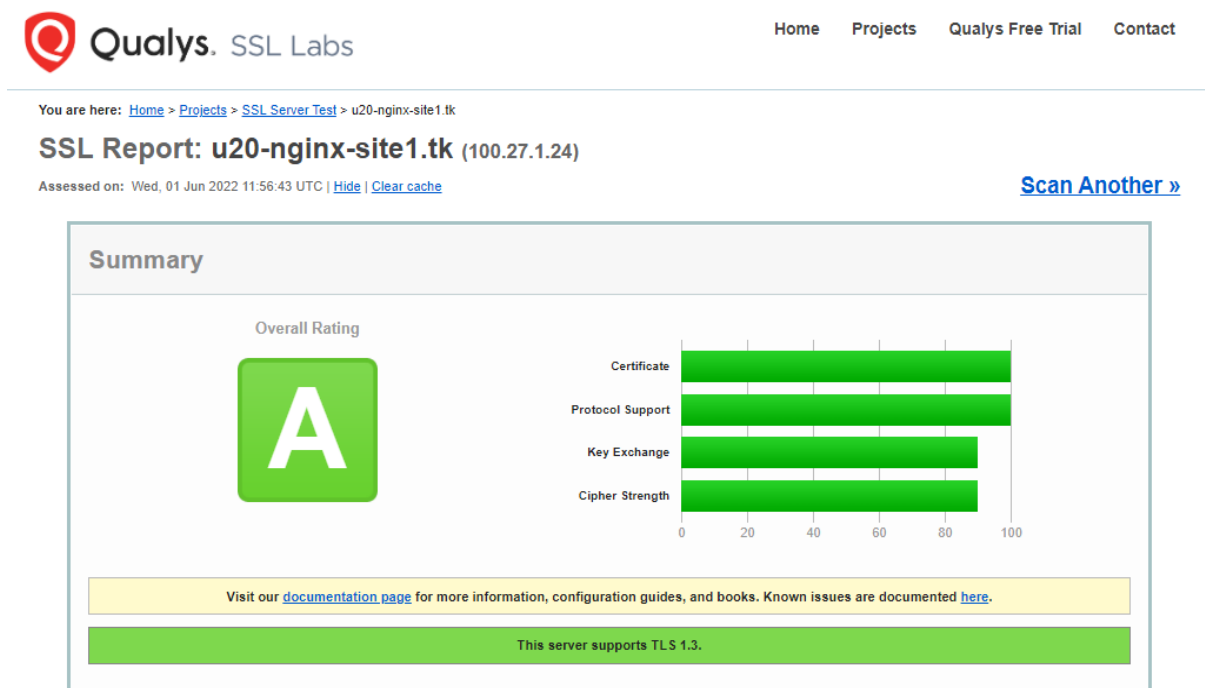 Qualys. SSL Labs
Home Projects Qualys Free Trial Contact
You are here: Home > Projects > SSL Server Test > u20-nginx-site1.tk
SSL Report: u20-nginx-site1.tk (100.27.1.24)
Assessed on: Wed, 01 Jun 2022 11:56:43 UTC | Hide | Clear cache
Scan Another »
Summary
Overall Rating
A
Certificate
Protocol Support
Key Exchange
Cipher Strength
0 20 40 60 80 100
Visit our documentation page for more information, configuration guides, and books. Known issues are documented here.
This server supports TLS 1.3.